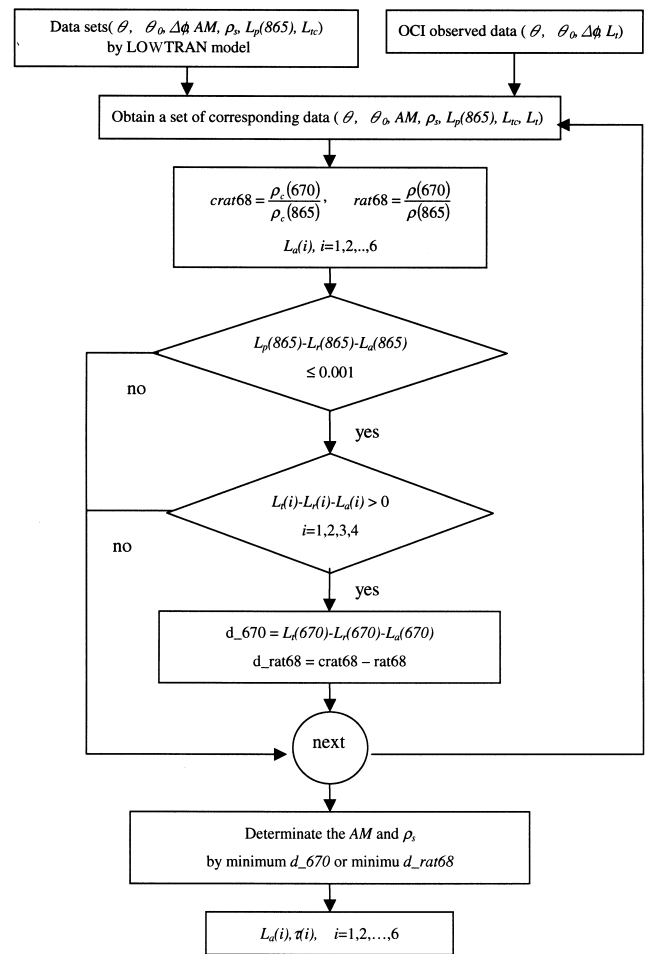 Data sets( θ, θ₀, Δϕ AM, ρₛ, Lₚ(865), Lₜ꜀)
by LOWTRAN model
OCI observed data ( θ, θ₀, Δϕ Lₜ)
Obtain a set of corresponding data ( θ, θ₀, AM, ρₛ, Lₚ(865), Lₜ꜀, Lₜ)
crat68 = ρ꜀(670)/ρ꜀(865), rat68 = ρ(670)/ρ(865)
Lₐ(i), i=1,2,..,6
Lₚ(865)-Lᵣ(865)-Lₐ(865)
≤ 0.001
no
yes
Lₜ(i)-Lᵣ(i)-Lₐ(i) > 0
i=1,2,3,4
no
yes
d_670 = Lₜ(670)-Lᵣ(670)-Lₐ(670)
d_rat68 = crat68 – rat68
next
Determinate the AM and ρₛ
by minimum d_670 or minimu d_rat68
Lₐ(i), τ(i), i=1,2,…,6